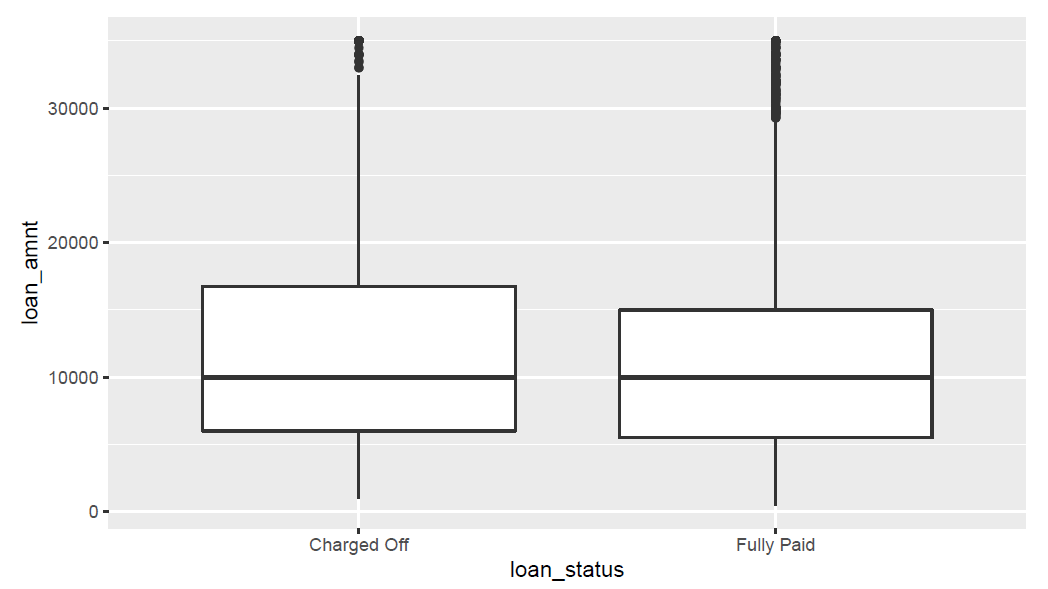 loan_amnt
30000
20000
10000
0
Charged Off
Fully Paid
loan_status